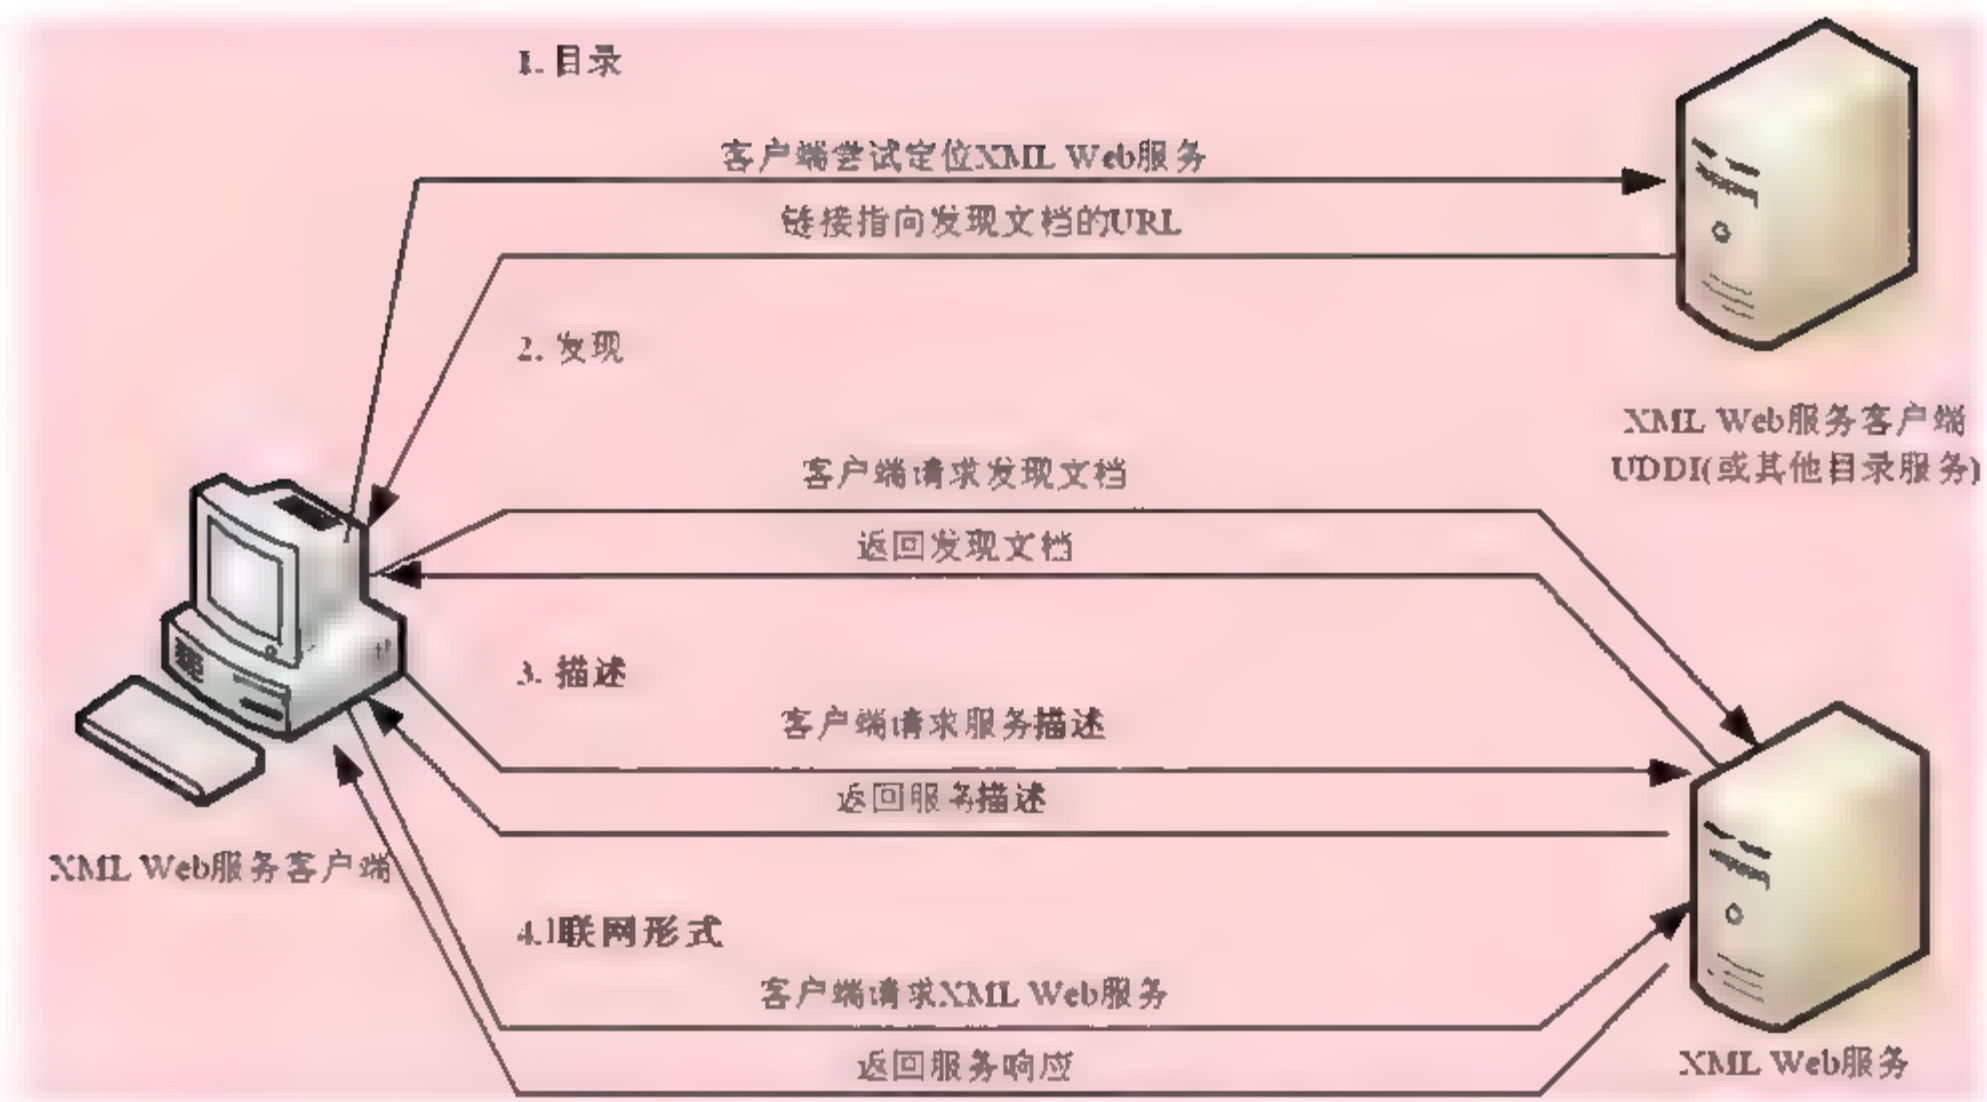 1. 目录
客户端尝试定位XML Web服务
链接指向发现文档的URL
2. 发现
XML Web服务客户端
UDDI(或其他目录服务)
客户端请求发现文档
返回发现文档
3. 描述
客户端请求服务描述
返回服务描述
XML Web服务客户端
4.联网形式
客户端请求XML Web服务
返回服务响应
XML Web服务